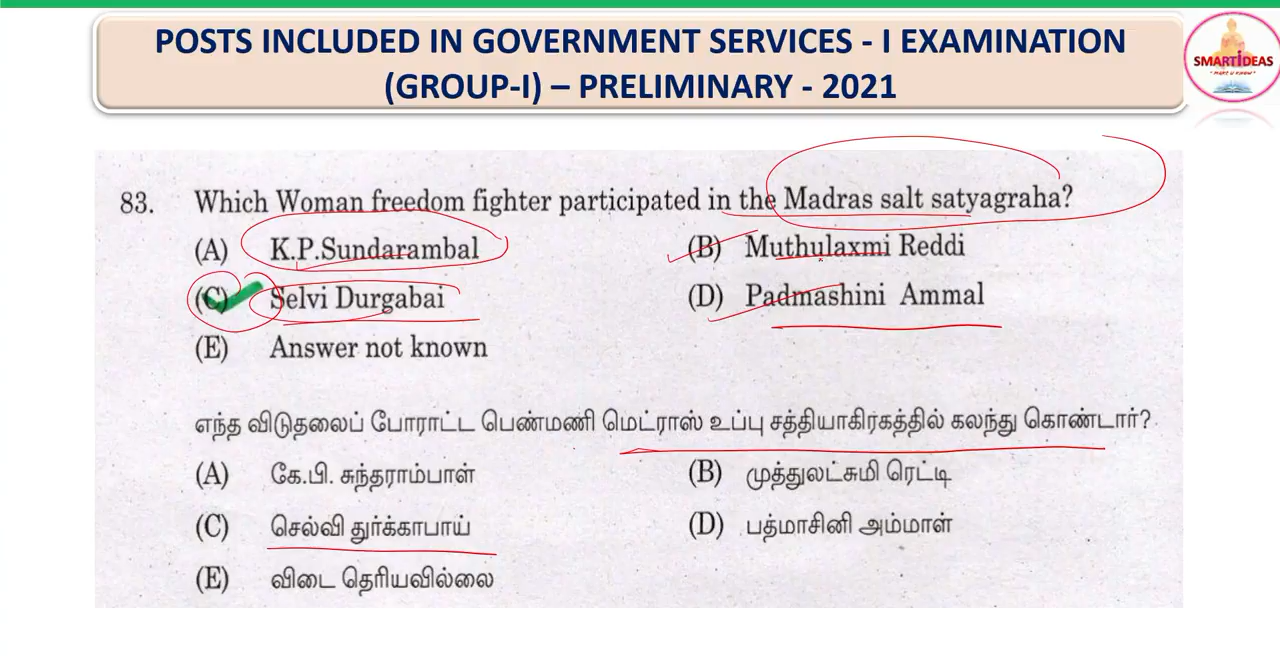 POSTS INCLUDED IN GOVERNMENT SERVICES - I EXAMINATION
(GROUP-I) – PRELIMINARY - 2021
SMARTiDEAS
83. Which Woman freedom fighter participated in the Madras salt satyagraha?
(A) K.P.Sundarambal (B) Muthulaxmi Reddi
(C) Selvi Durgabai (D) Padmashini Ammal
(E) Answer not known
எந்த விடுதலைப் போராட்ட பெண்மணி மெட்ராஸ் உப்பு சத்தியாகிரகத்தில் கலந்து கொண்டார்?
(A) கே.பி. சுந்தராம்பாள் (B) முத்துலட்சுமி ரெட்டி
(C) செல்வி துர்க்காபாய் (D) பத்மாசினி அம்மாள்
(E) விடை தெரியவில்லை